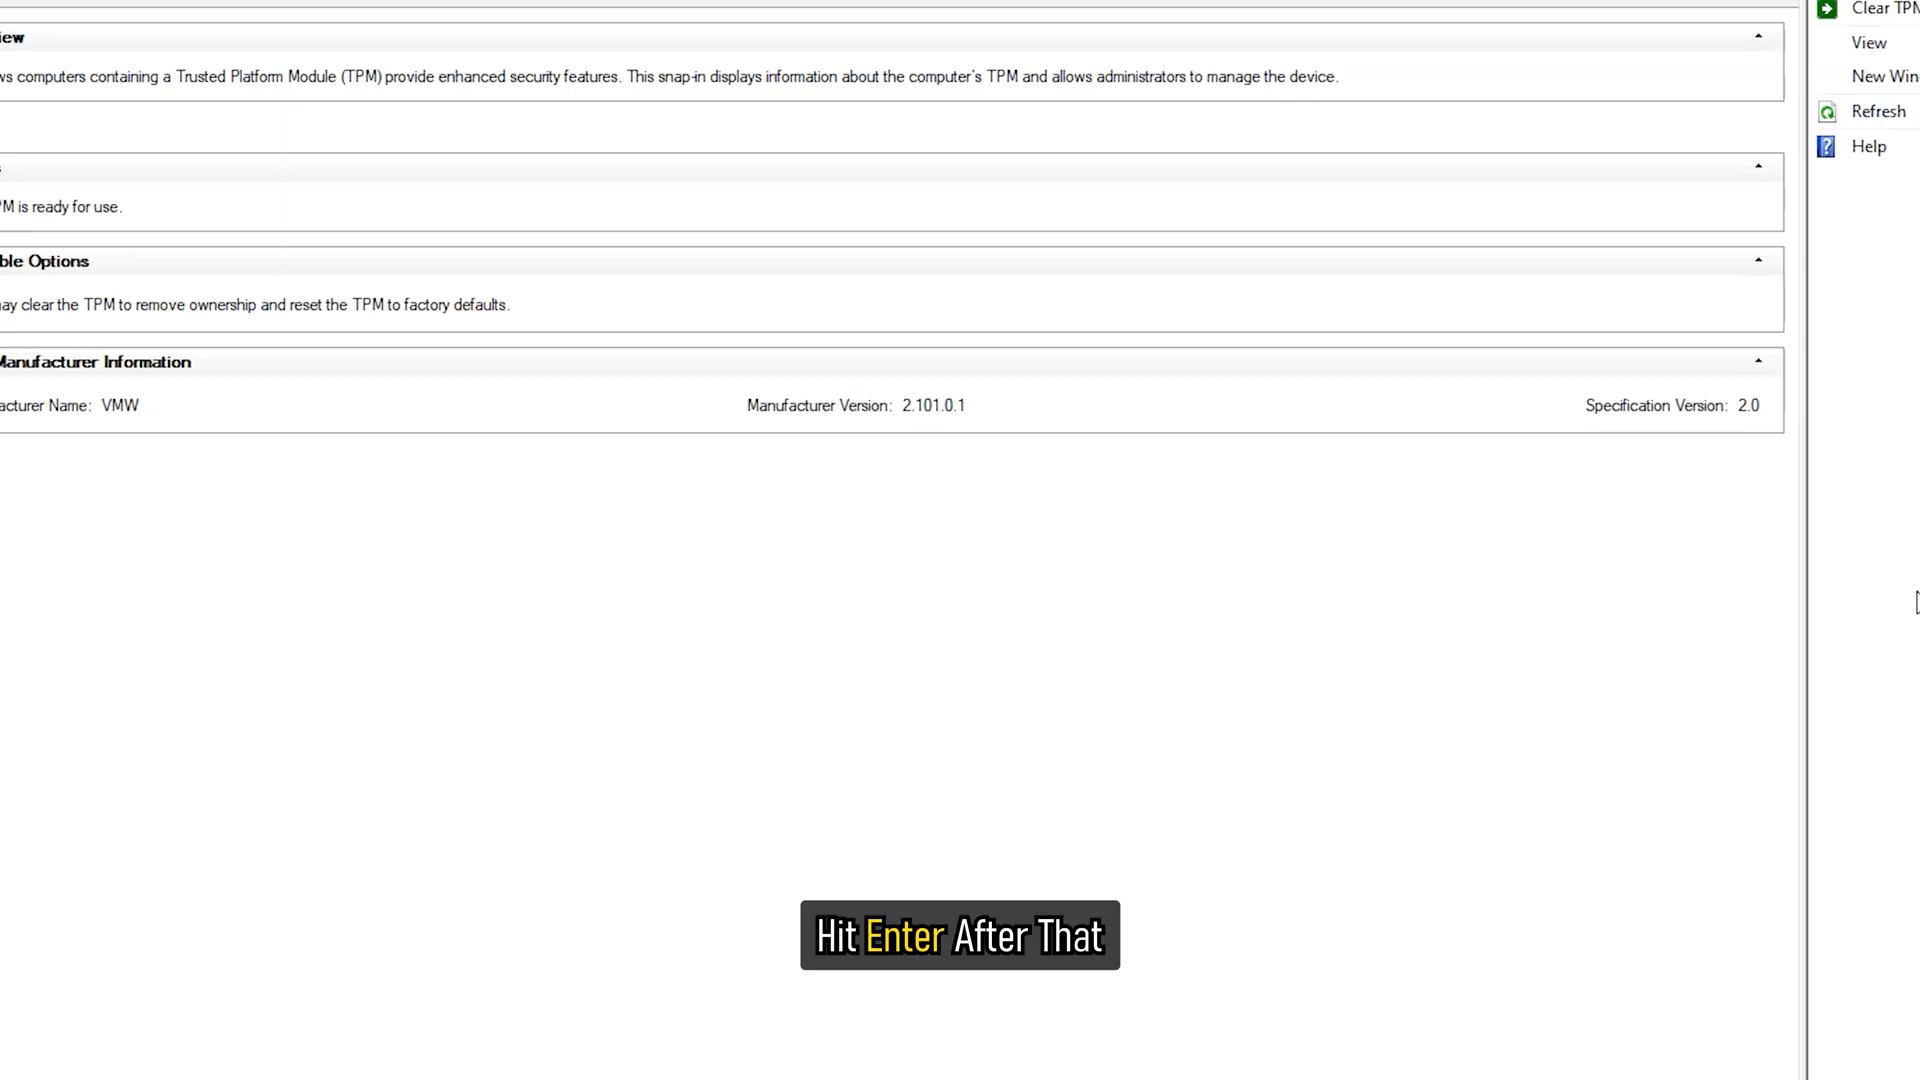 iew
Clear TPM
View
ws computers containing a Trusted Platform Module (TPM) provide enhanced security features. This snap-in displays information about the computer's TPM and allows administrators to manage the device.
New Win
Refresh
Help
PM is ready for use.
ble Options
ay clear the TPM to remove ownership and reset the TPM to factory defaults.
Manufacturer Information
acturer Name: VMW
Manufacturer Version: 2.101.0.1
Specification Version: 2.0
Hit Enter After That